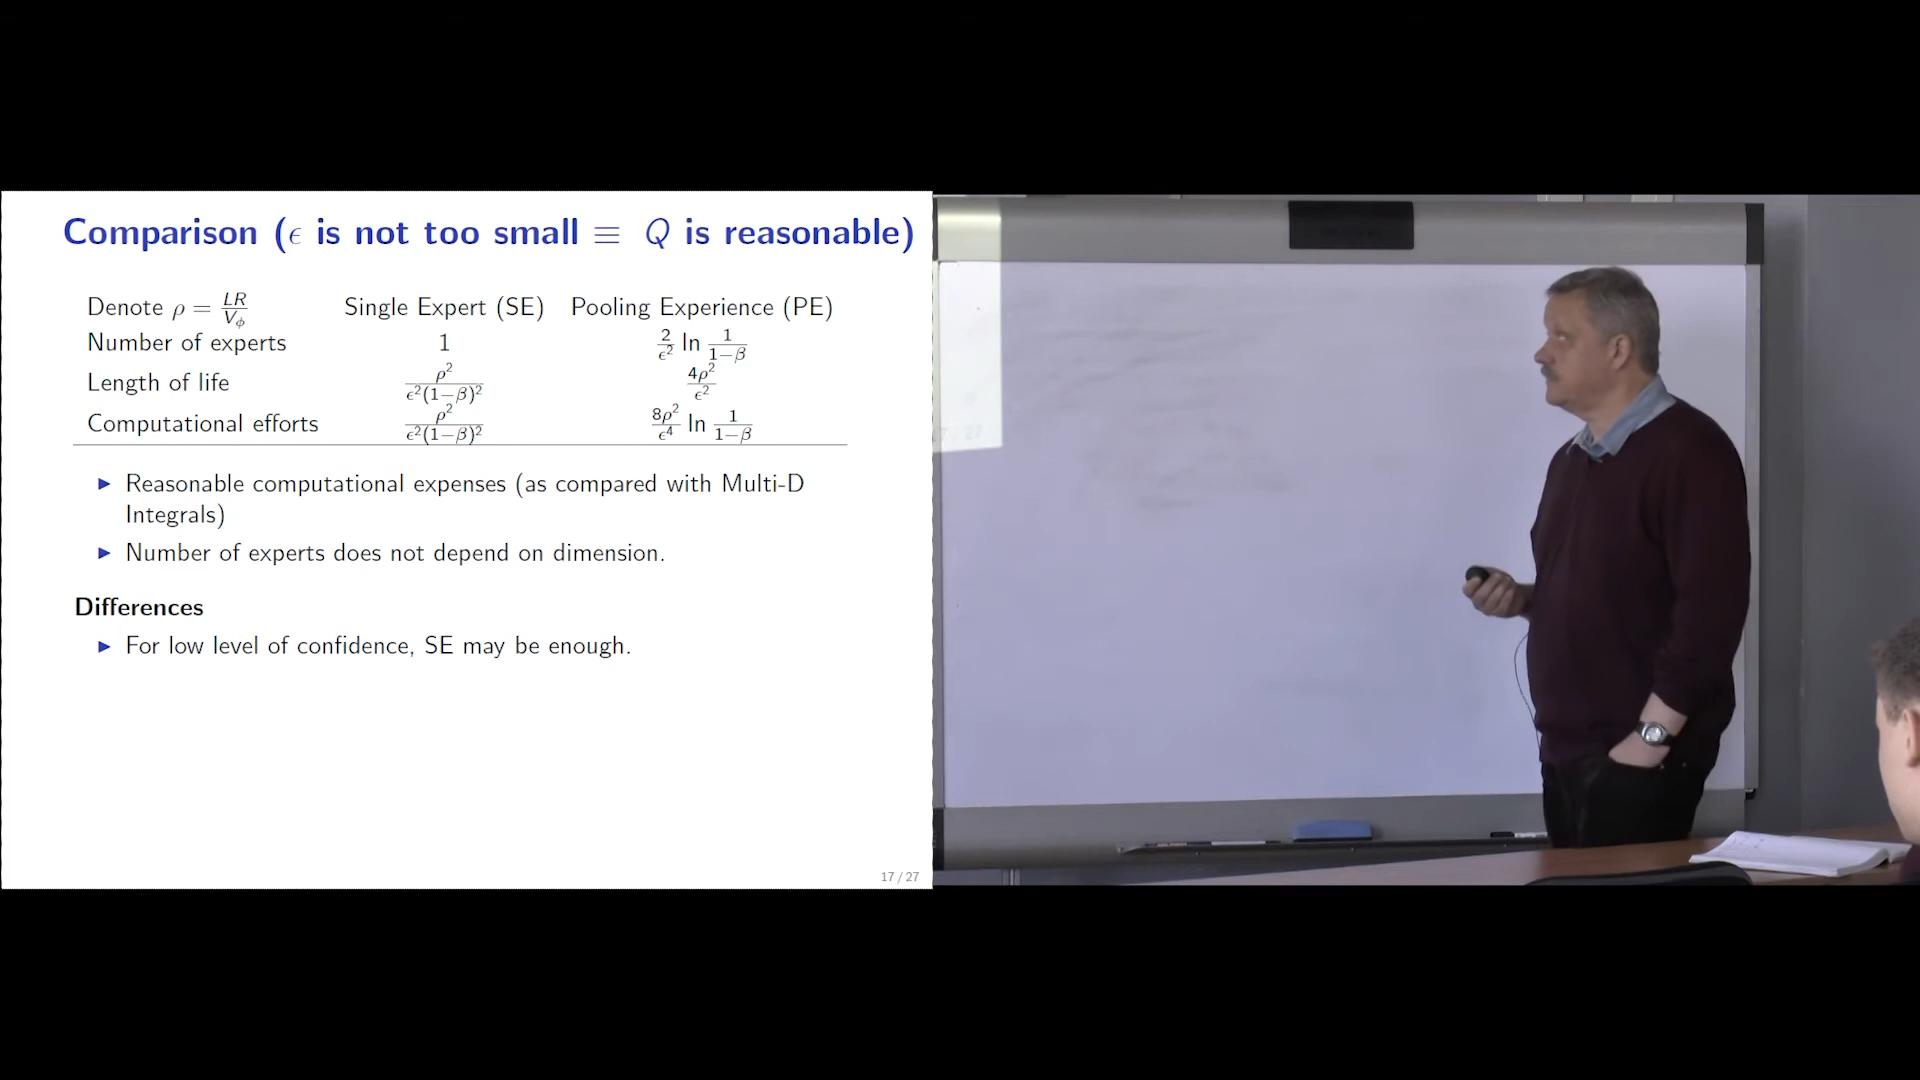 Comparison (ϵ is not too small ≡ Q is reasonable)
Denote ρ = LR/V_ϕ Single Expert (SE) Pooling Experience (PE)
Number of experts 1 2/ϵ² ln 1/(1−β)
Length of life ρ²/(ϵ²(1−β)²) 4ρ²/ϵ²
Computational efforts ρ²/(ϵ²(1−β)²) 8ρ²/ϵ⁴ ln 1/(1−β)
▶ Reasonable computational expenses (as compared with Multi-D
Integrals)
▶ Number of experts does not depend on dimension.
Differences
▶ For low level of confidence, SE may be enough.
17 / 27